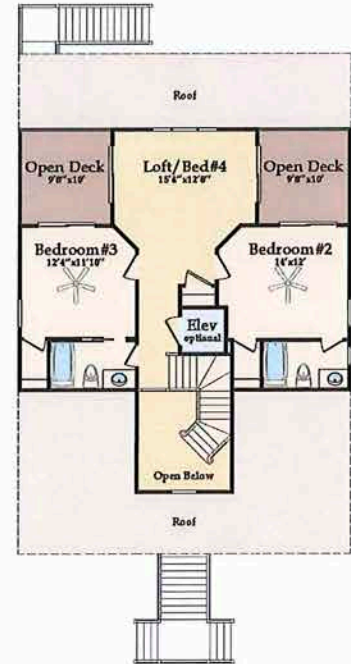 Roof
Open Deck
9'8"x10'
Loft/Bed#4
15'4"x12'8"
Open Deck
9'8"x10'
Bedroom#3
12'4"x11'10"
Bedroom#2
14'x12'
Elev
optional
Open Below
Roof